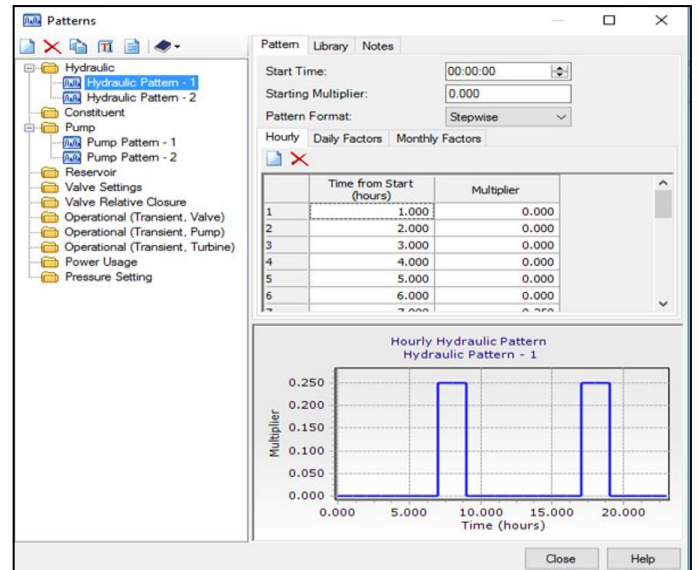 Patterns
Pattern Library Notes
Hydraulic
Hydraulic Pattern - 1
Hydraulic Pattern - 2
Constituent
Pump
Pump Pattern - 1
Pump Pattern - 2
Reservoir
Valve Settings
Valve Relative Closure
Operational (Transient, Valve)
Operational (Transient, Pump)
Operational (Transient, Turbine)
Power Usage
Pressure Setting
Start Time: 00:00:00
Starting Multiplier: 0.000
Pattern Format: Stepwise
Hourly Daily Factors Monthly Factors
Time from Start (hours) Multiplier
1 1.000 0.000
2 2.000 0.000
3 3.000 0.000
4 4.000 0.000
5 5.000 0.000
6 6.000 0.000
7 7.000 0.250
Hourly Hydraulic Pattern
Hydraulic Pattern - 1
Multiplier
0.250
0.200
0.150
0.100
0.050
0.000
0.000 5.000 10.000 15.000 20.000
Time (hours)
Close Help